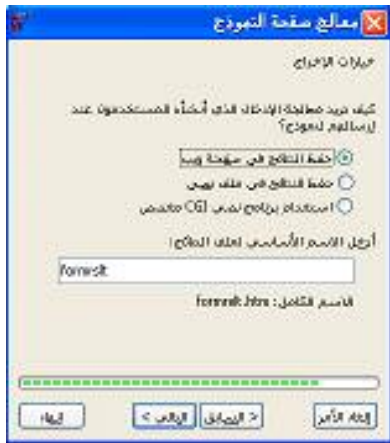 معالج صفحة النموذج
خيارات الإخراج
كيف تريد معالجة الإدخال الذي أنشأه المستخدمون عند
إرسالهم لنموذج؟
حفظ النتائج في صفحة ويب
حفظ النتائج في ملف نصي
استخدام برنامج نصي CGI مخصص
أدخل الاسم الأساسي لملف النتائج:
formrslt
الاسم الكامل: formrslt.htm
إلغاء الأمر
< السابق
التالي >
إنهاء